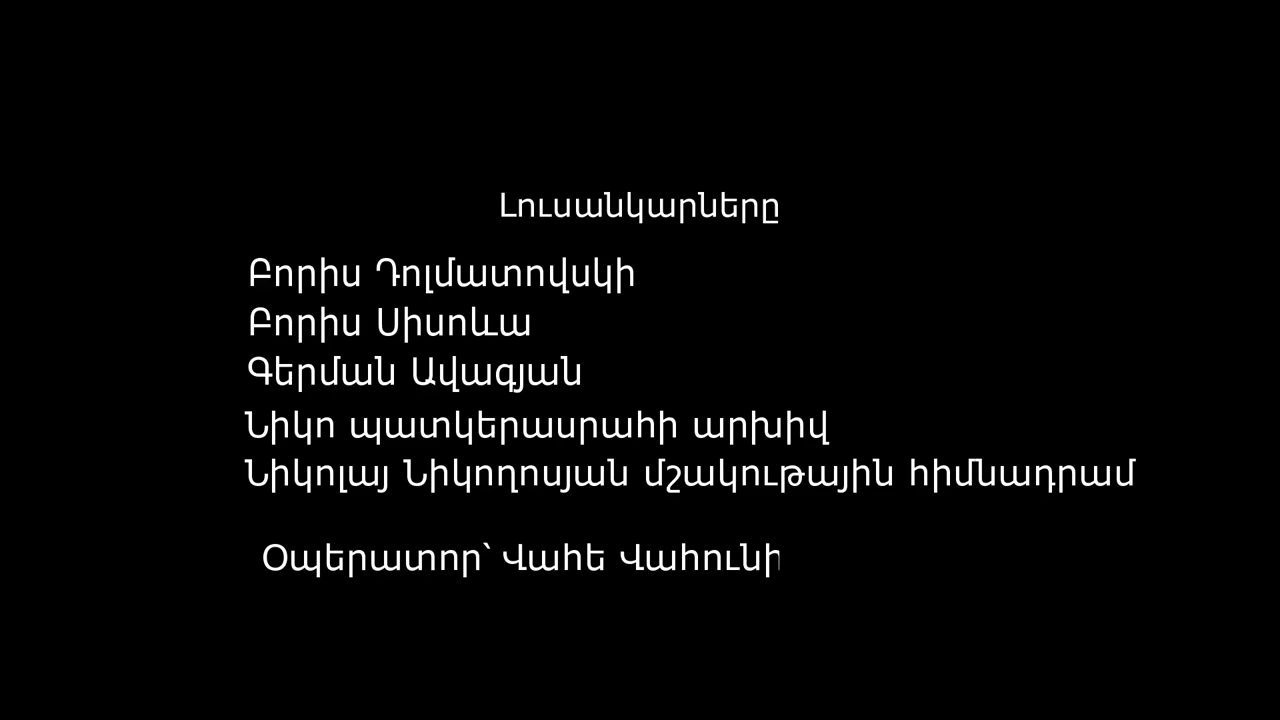 Լուսանկարները
Բորիս Դոլմատովսկի
Բորիս Սիսոևա
Գերման Ավագյան
Նիկո պատկերասրահի արխիվ
Նիկոլայ Նիկողոսյան մշակութային հիմնադրամ
Օպերատոր՝ Վահե Վահունի